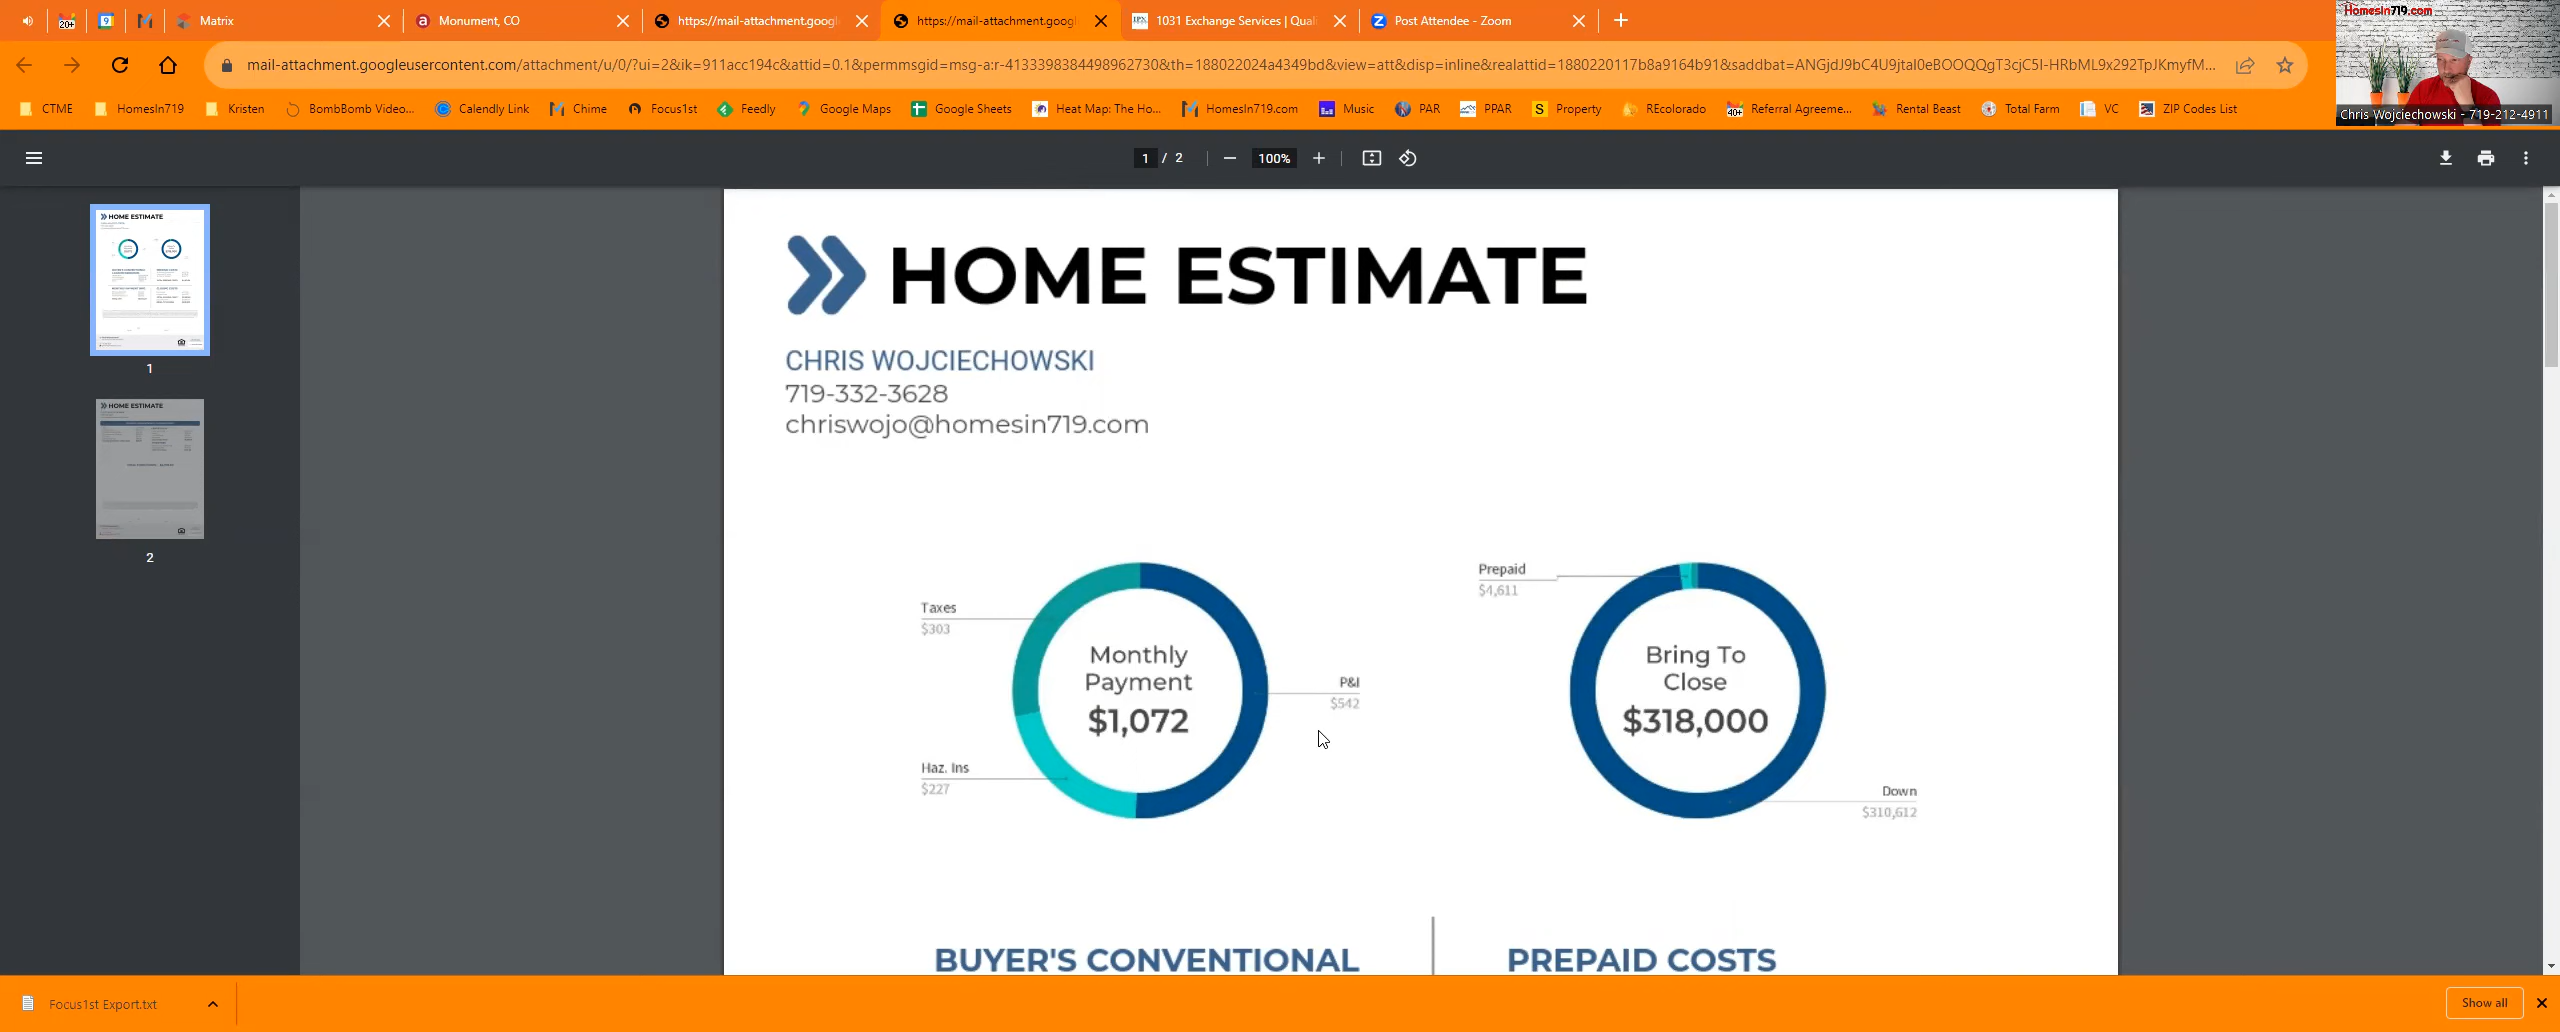 20+
9
Matrix
Monument, CO
https://mail-attachment.googl
https://mail-attachment.googl
1031 Exchange Services | Quali
Post Attendee - Zoom
HomesIn719.com
mail-attachment.googleusercontent.com/attachment/u/0/?ui=2&ik=911acc194c&attid=0.1&permmsgid=msg-a:r-4133398384498962730&th=188022024a4349bd&view=att&disp=inline&realattid=1880220117b8a9164b91&saddbat=ANGjdJ9bC4U9jtaI0eBOOQQgT3cjC5I-HRbML9x292TpJKmyfM...
CTME
HomesIn719
Kristen
BombBomb Video...
Calendly Link
Chime
Focus1st
Feedly
Google Maps
Google Sheets
Heat Map: The Ho...
HomesIn719.com
Music
PAR
PPAR
Property
REcolorado
Referral Agreeme...
Rental Beast
Total Farm
VC
ZIP Codes List
Chris Wojciechowski - 719-212-4911
1 / 2
100%
HOME ESTIMATE
1
HOME ESTIMATE
2
HOME ESTIMATE
CHRIS WOJCIECHOWSKI
719-332-3628
chriswojo@homesin719.com
Taxes
$303
Monthly
Payment
$1,072
P&I
$542
Haz. Ins
$227
Prepaid
$4,611
Bring To
Close
$318,000
Down
$310,612
BUYER'S CONVENTIONAL
PREPAID COSTS
Focus1st Export.txt
Show all